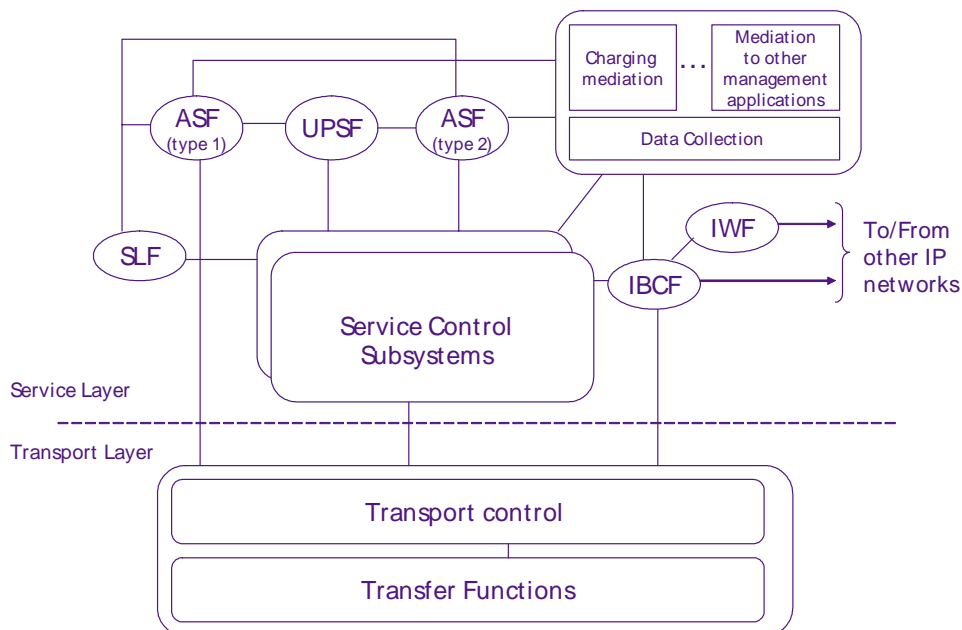 Charging
mediation
...
Mediation
to other
management
applications
Data Collection
ASF
(type 1)
UPSF
ASF
(type 2)
SLF
IWF
IBCF
To/From
other IP
networks
Service Control
Subsystems
Service Layer
Transport Layer
Transport control
Transfer Functions